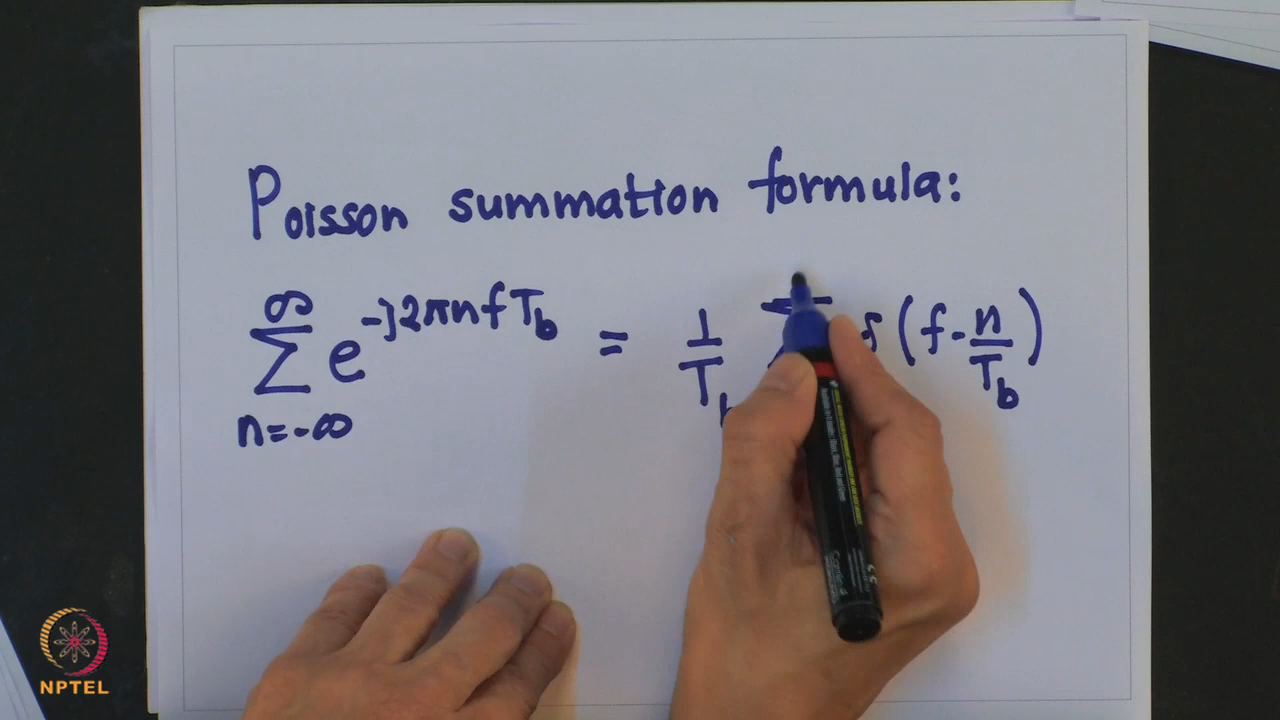 Poisson summation formula:
∞ ∑ n=-∞ e^{-j2πnfT_b} = 1/T_b ∑ δ(f - n/T_b)
NPTEL